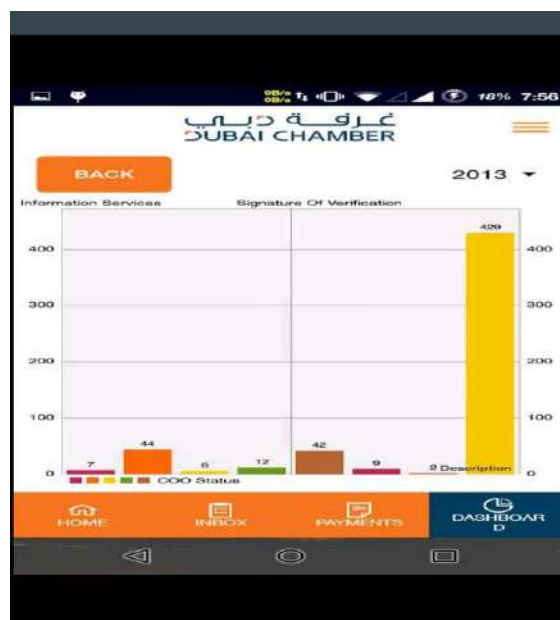 0B/s
0B/s
18% 7:56
غرفة دبي
DUBAI CHAMBER
BACK
2013
Information Services Signature Of Verification
429
400 400
300 300
200 200
100 100
7 44 6 12 42 9 2 Description
0 0
COO Status
HOME INBOX PAYMENTS DASHBOAR
D